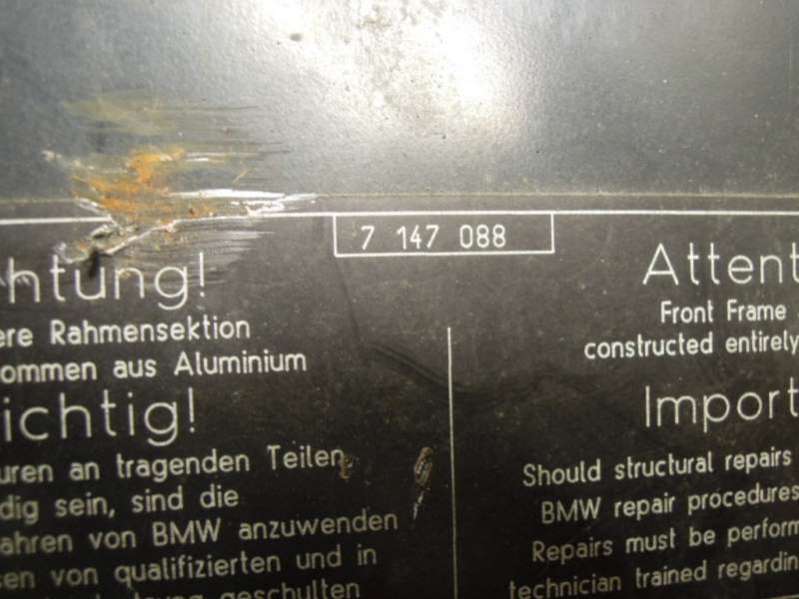 7 147 088
htung!
ere Rahmensektion
ommen aus Aluminium
ichtig!
uren an tragenden Teilen
dig sein, sind die
ahren von BMW anzuwenden
sen von qualifizierten und in
geschulten
Attent
Front Frame
constructed entirely
Import
Should structural repairs
BMW repair procedures
Repairs must be perform
technician trained regardin